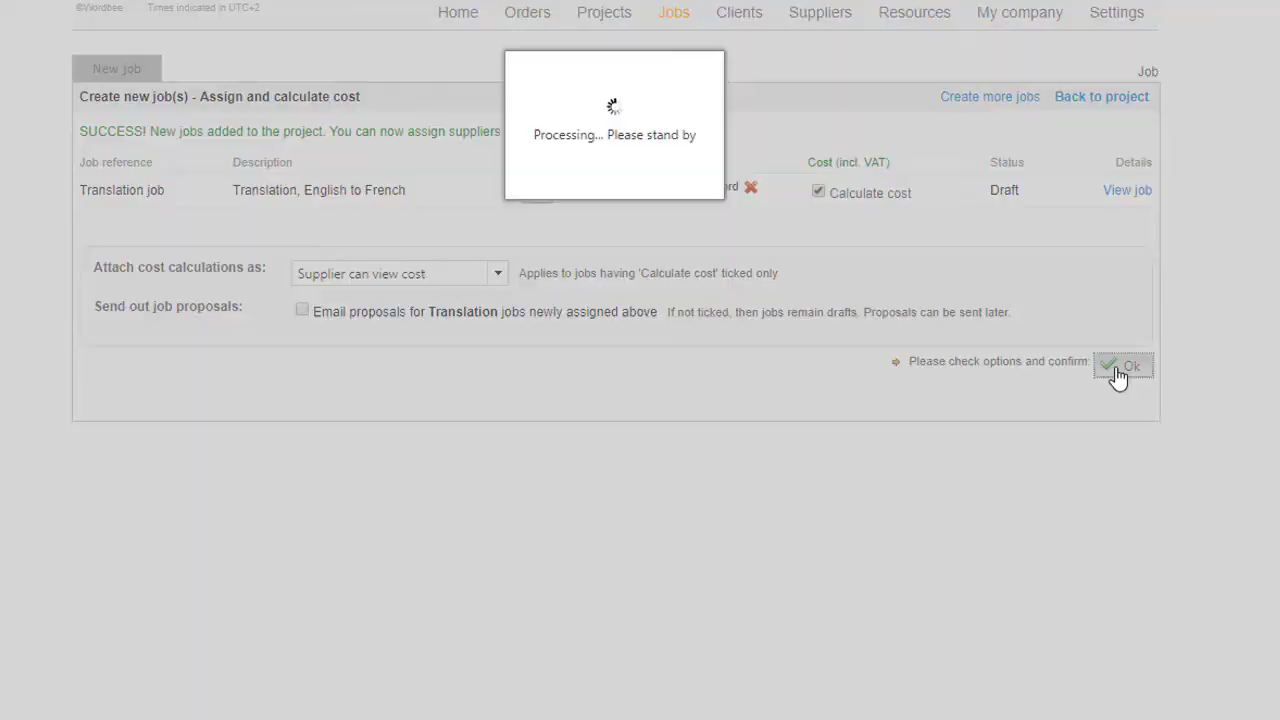 ©Wordbee Times indicated in UTC+2
Home Orders Projects Jobs Clients Suppliers Resources My company Settings
New job
Job
Create new job(s) - Assign and calculate cost
Create more jobs Back to project
SUCCESS! New jobs added to the project. You can now assign suppliers
Processing... Please stand by
Job reference Description Cost (incl. VAT) Status Details
Translation job Translation, English to French rd Calculate cost Draft View job
Attach cost calculations as: Supplier can view cost Applies to jobs having 'Calculate cost' ticked only
Send out job proposals: Email proposals for Translation jobs newly assigned above If not ticked, then jobs remain drafts. Proposals can be sent later.
Please check options and confirm: Ok